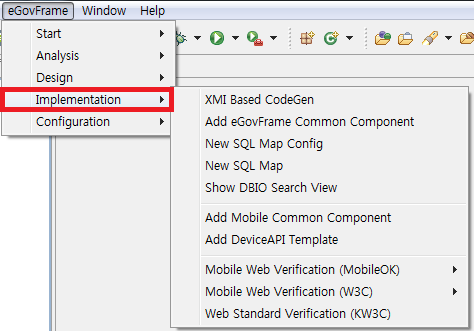 eGovFrame Window Help
Start
Analysis
Design
Implementation
Configuration
XMI Based CodeGen
Add eGovFrame Common Component
New SQL Map Config
New SQL Map
Show DBIO Search View
Add Mobile Common Component
Add DeviceAPI Template
Mobile Web Verification (MobileOK)
Mobile Web Verification (W3C)
Web Standard Verification (KW3C)